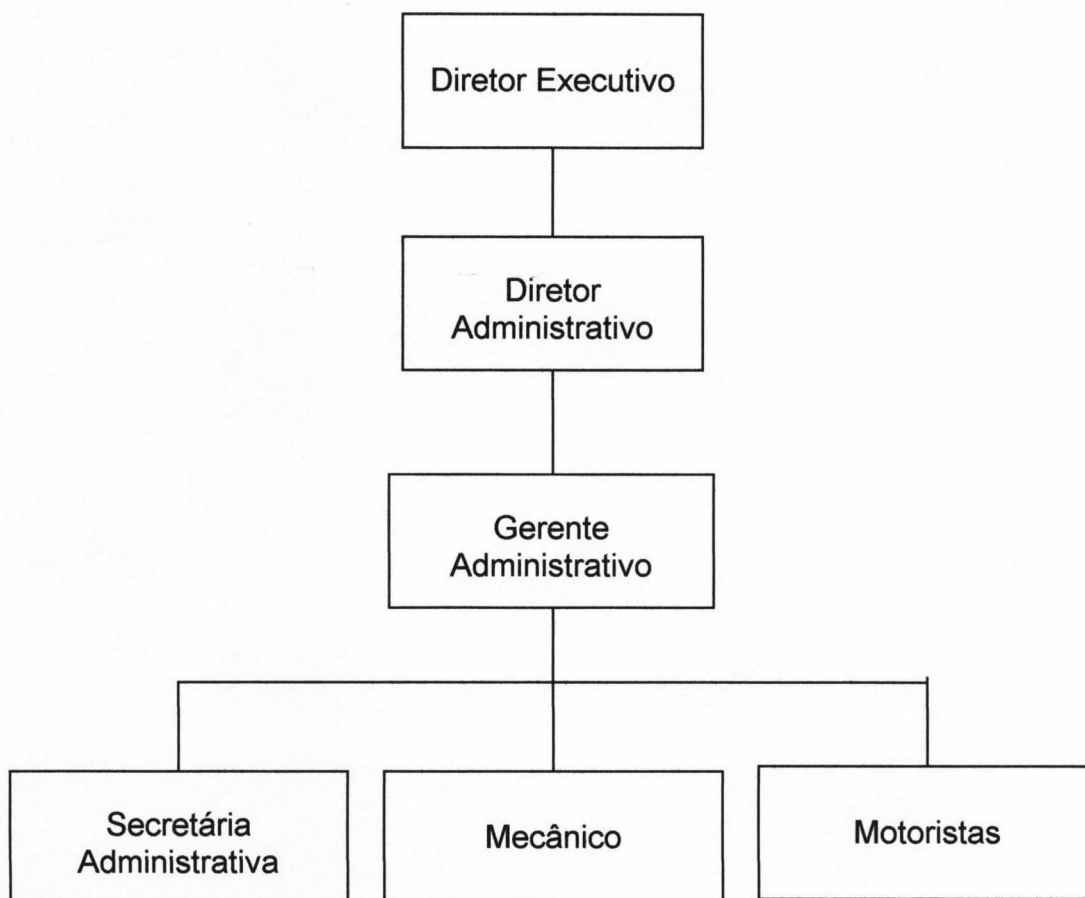 Diretor Executivo
Diretor
Administrativo
Gerente
Administrativo
Secretária
Administrativa
Mecânico
Motoristas